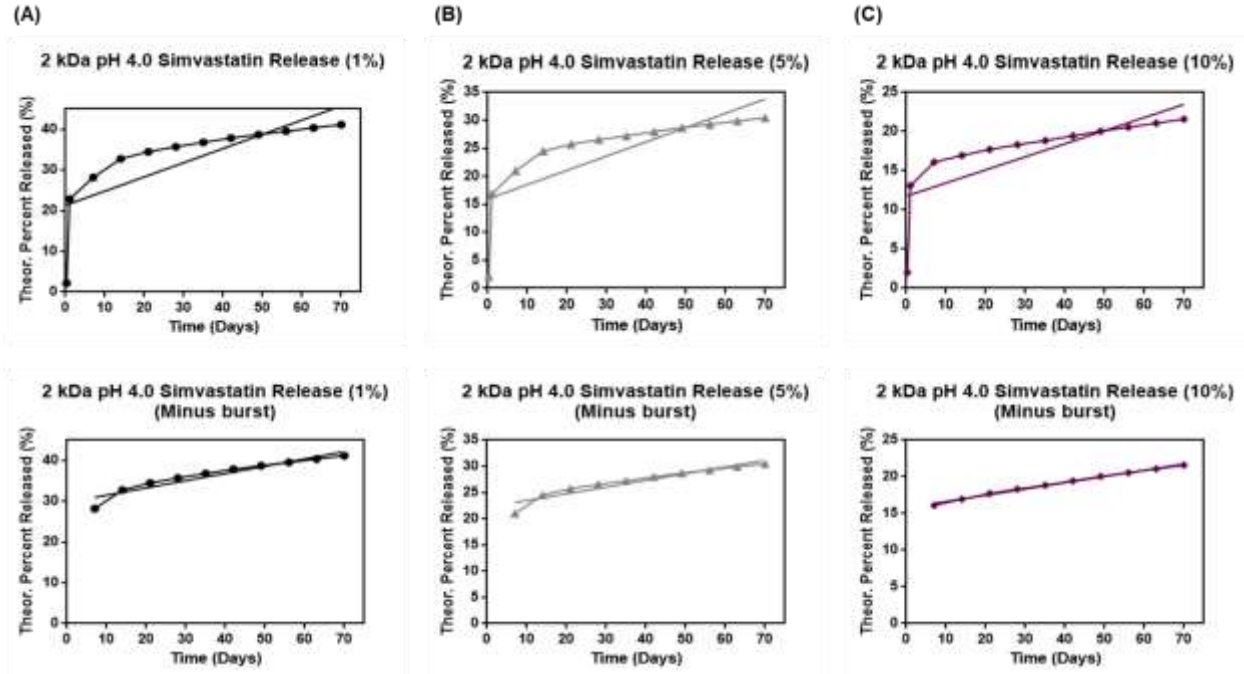 (A)
2 kDa pH 4.0 Simvastatin Release (1%)
Theor. Percent Released (%)
40
30
20
10
0
0 10 20 30 40 50 60 70
Time (Days)
(B)
2 kDa pH 4.0 Simvastatin Release (5%)
Theor. Percent Released (%)
35
30
25
20
15
10
5
0
0 10 20 30 40 50 60 70
Time (Days)
(C)
2 kDa pH 4.0 Simvastatin Release (10%)
Theor. Percent Released (%)
25
20
15
10
5
0
0 10 20 30 40 50 60 70
Time (Days)
2 kDa pH 4.0 Simvastatin Release (1%)
(Minus burst)
Theor. Percent Released (%)
40
30
20
10
0
0 10 20 30 40 50 60 70
Time (Days)
2 kDa pH 4.0 Simvastatin Release (5%)
(Minus burst)
Theor. Percent Released (%)
35
30
25
20
15
10
5
0
0 10 20 30 40 50 60 70
Time (Days)
2 kDa pH 4.0 Simvastatin Release (10%)
(Minus burst)
Theor. Percent Released (%)
25
20
15
10
5
0
0 10 20 30 40 50 60 70
Time (Days)